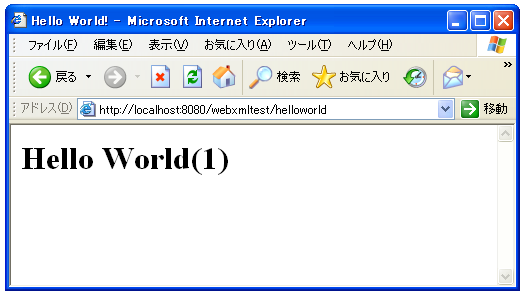 Hello World! - Microsoft Internet Explorer
ファイル(F) 編集(E) 表示(V) お気に入り(A) ツール(T) ヘルプ(H)
戻る 検索 お気に入り »
アドレス(D) http://localhost:8080/webxmltest/helloworld 移動
Hello World(1)